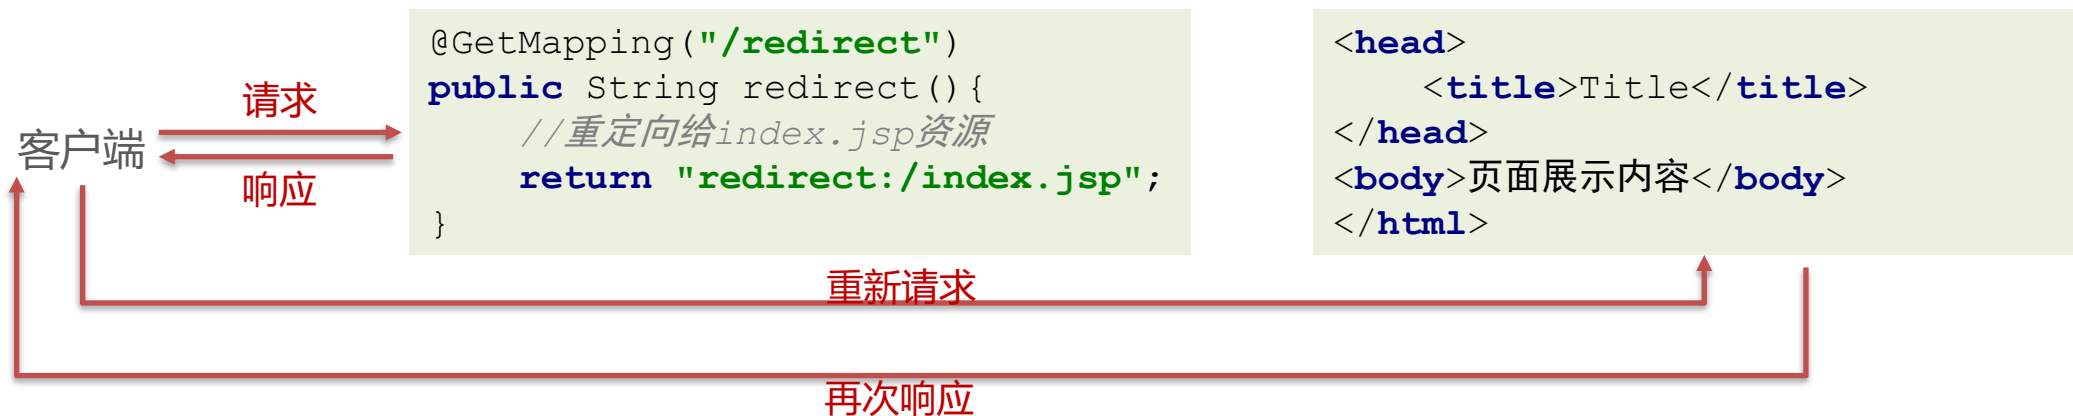 客户端
请求
响应
@GetMapping("/redirect")
public String redirect(){
    //重定向给index.jsp资源
    return "redirect:/index.jsp";
}
<head>
    <title>Title</title>
</head>
<body>页面展示内容</body>
</html>
重新请求
再次响应